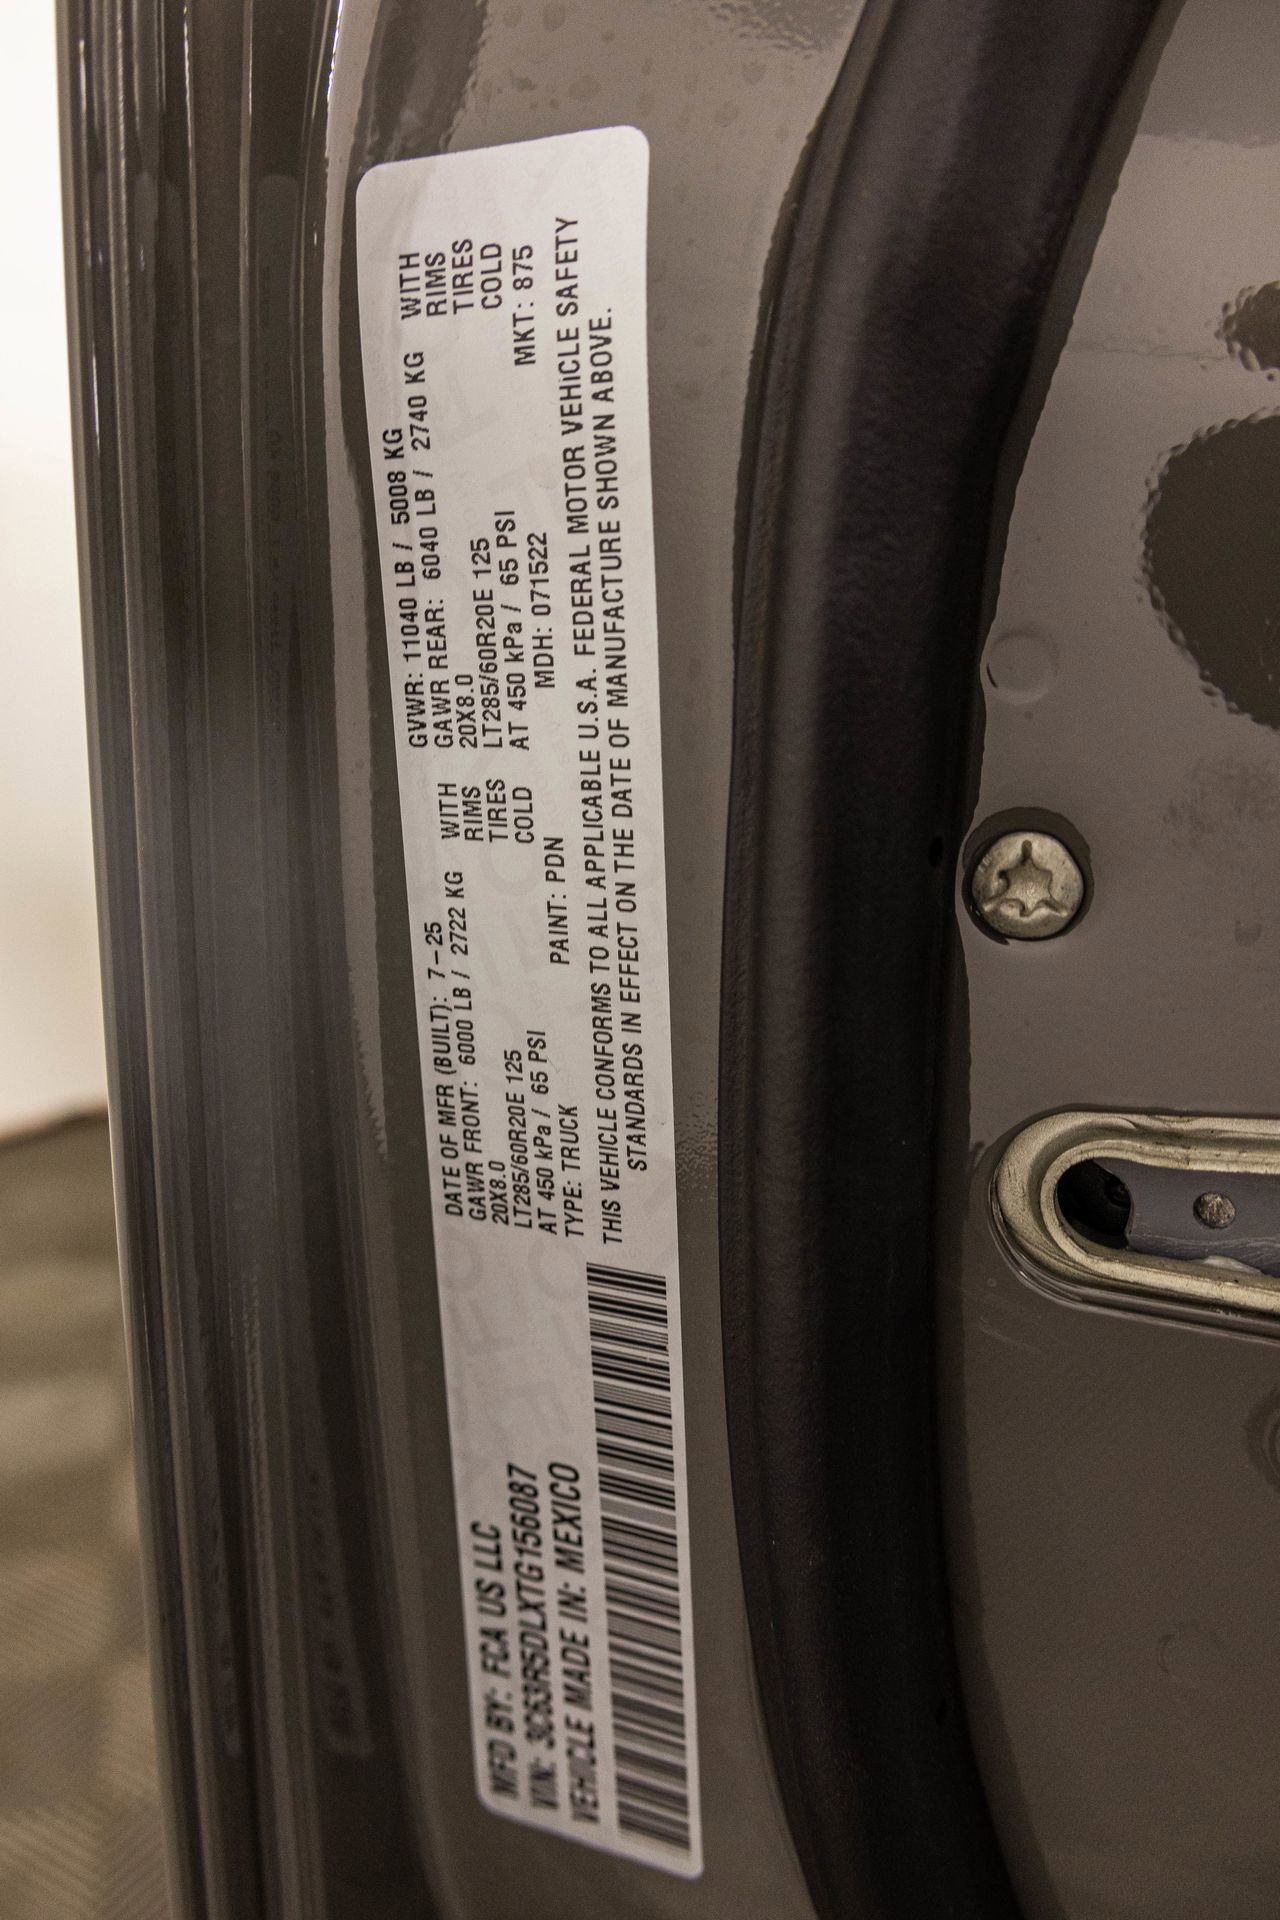 MFD BY: FCA US LLC
VIN: 3C63R5DLXTG156087
VEHICLE MADE IN: MEXICO
DATE OF MFR (BUILT): 7-25
GVWR: 11040 LB / 5008 KG
GAWR FRONT: 6000 LB / 2722 KG WITH
20X8.0 RIMS
LT285/60R20E 125 TIRES
AT 450 kPa / 65 PSI COLD
GAWR REAR: 6040 LB / 2740 KG WITH
20X8.0 RIMS
LT285/60R20E 125 TIRES
AT 450 kPa / 65 PSI COLD
TYPE: TRUCK PAINT: PDN MDH: 071522 MKT: 875
THIS VEHICLE CONFORMS TO ALL APPLICABLE U.S.A. FEDERAL MOTOR VEHICLE SAFETY
STANDARDS IN EFFECT ON THE DATE OF MANUFACTURE SHOWN ABOVE.